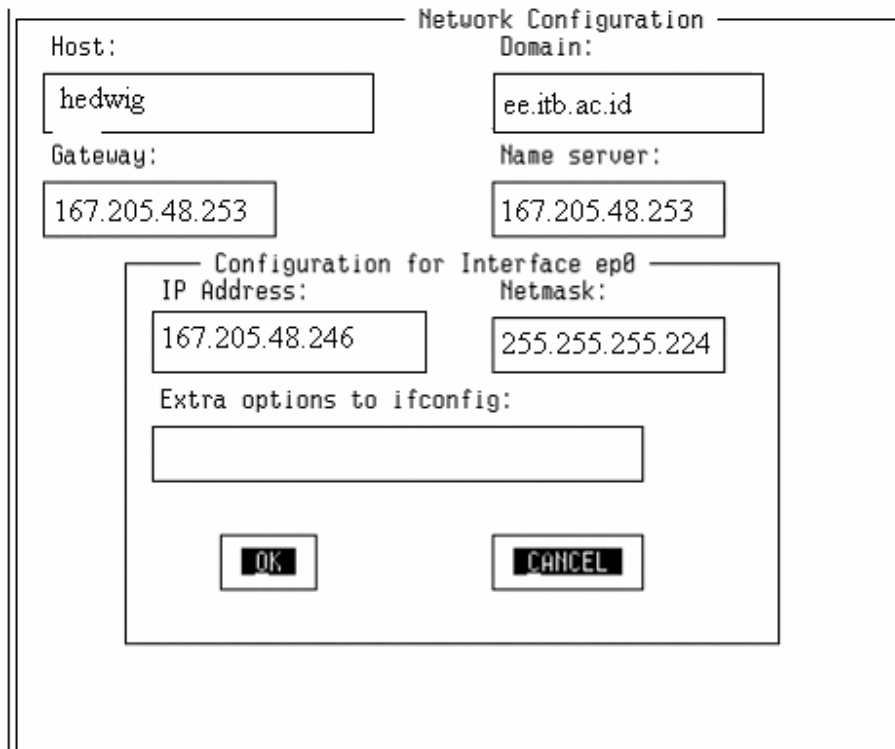 Network Configuration
Host: Domain:
hedwig ee.itb.ac.id
Gateway: Name server:
167.205.48.253 167.205.48.253
Configuration for Interface ep0
IP Address: Netmask:
167.205.48.246 255.255.255.224
Extra options to ifconfig:
OK CANCEL